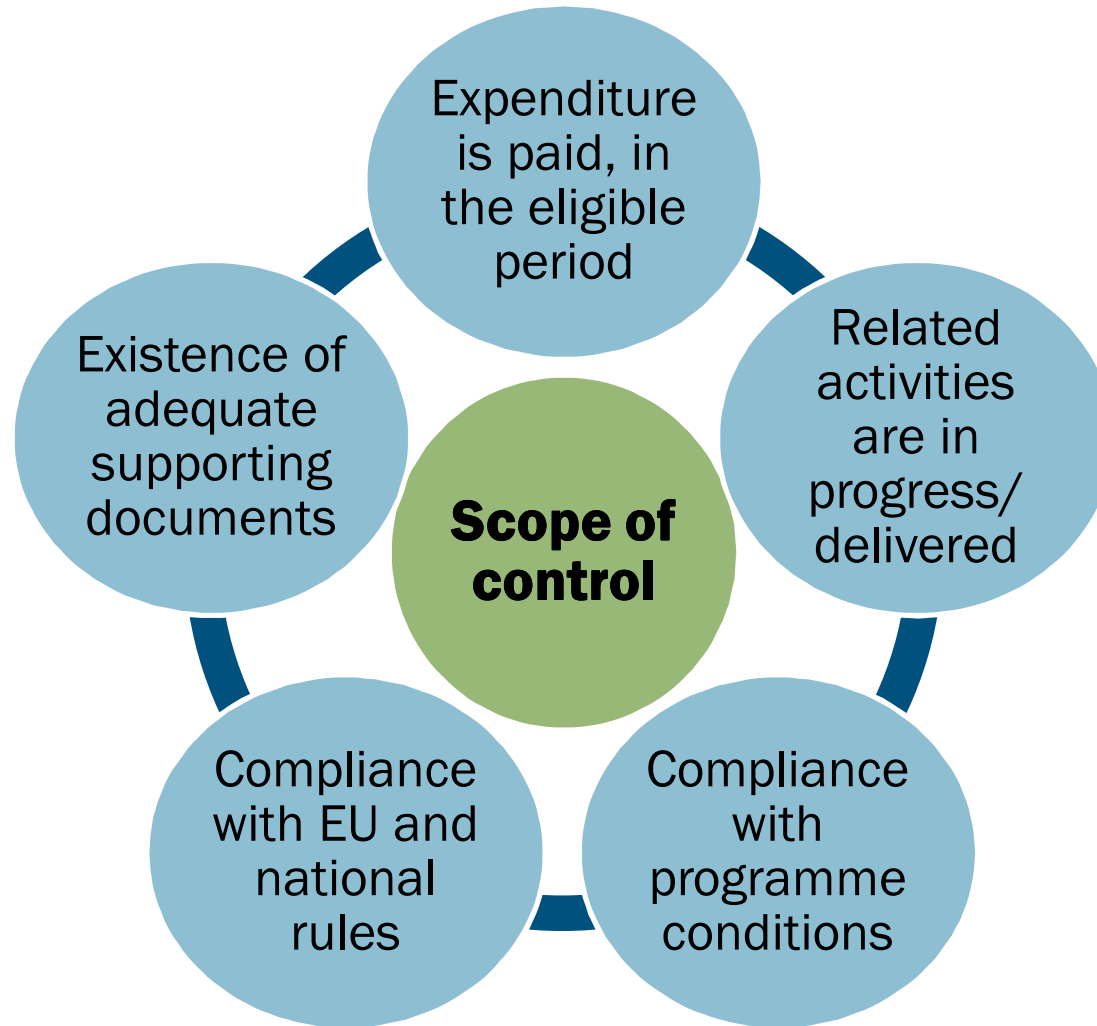 Expenditure
is paid, in
the eligible
period
Related
activities
are in
progress/
delivered
Compliance
with
programme
conditions
Compliance
with EU and
national
rules
Existence of
adequate
supporting
documents
Scope of
control